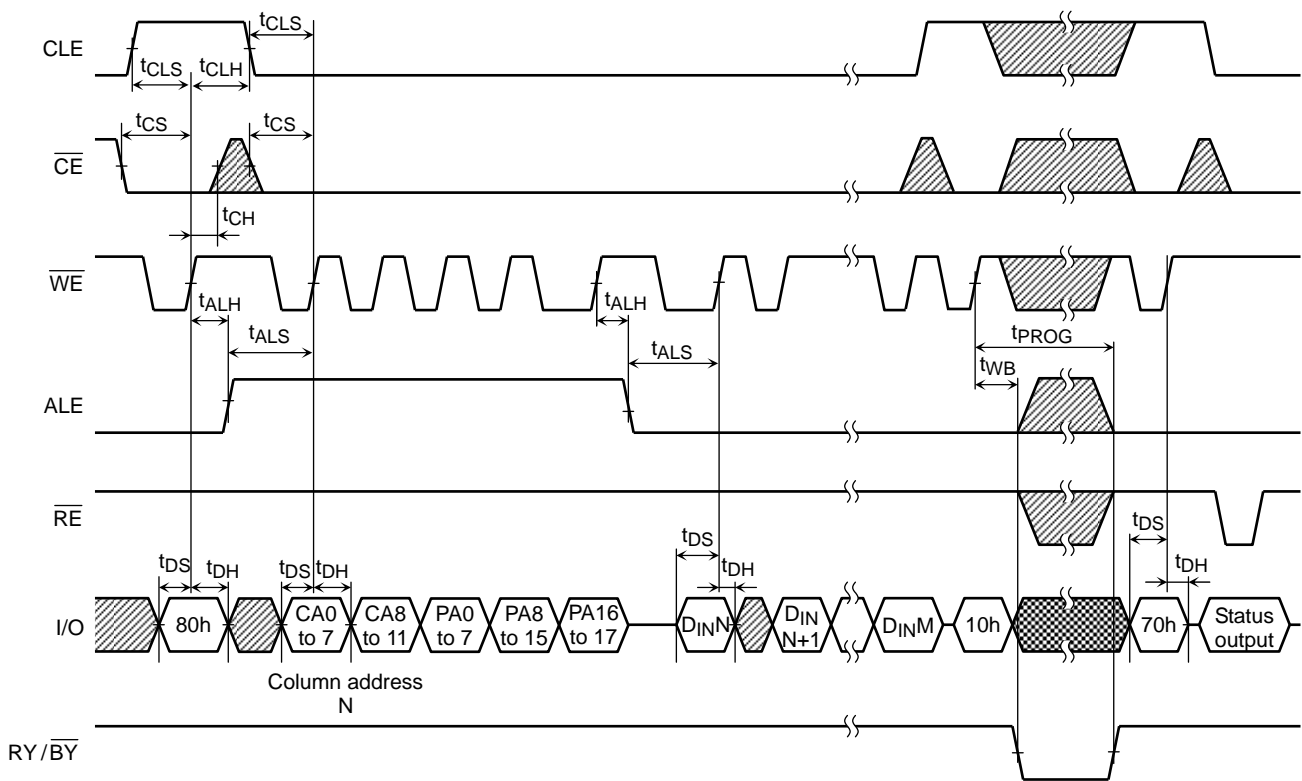 CLE
tCLS
tCLS
tCLH
CE
tCS
tCS
tCH
WE
tALH
tALS
tALH
tALS
tPROG
tWB
ALE
RE
tDS
tDH
tDS
tDH
tDS
tDH
tDS
tDH
I/O
80h
CA0
to 7
CA8
to 11
PA0
to 7
PA8
to 15
PA16
to 17
DINN
DIN
N+1
DINM
10h
70h
Status
output
Column address
N
RY/BY